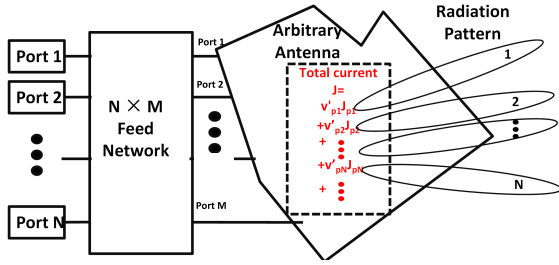 Port 1
Port 2
Port N
N × M
Feed
Network
Port 1
Port 2
Port M
Arbitrary
Antenna
Total current
J=
v'p1Jp1
+v'p2Jp2
+
+v'pNJpN
+
Radiation
Pattern
1
2
N